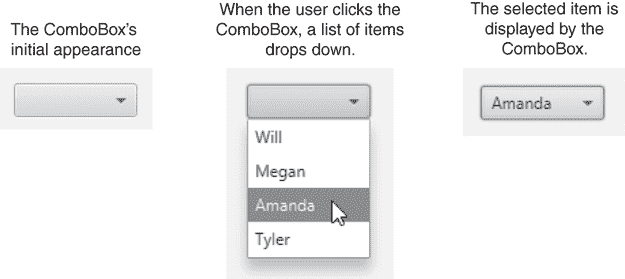 The ComboBox's
initial appearance
When the user clicks the
ComboBox, a list of items
drops down.
Will
Megan
Amanda
Tyler
The selected item is
displayed by the
ComboBox.
Amanda